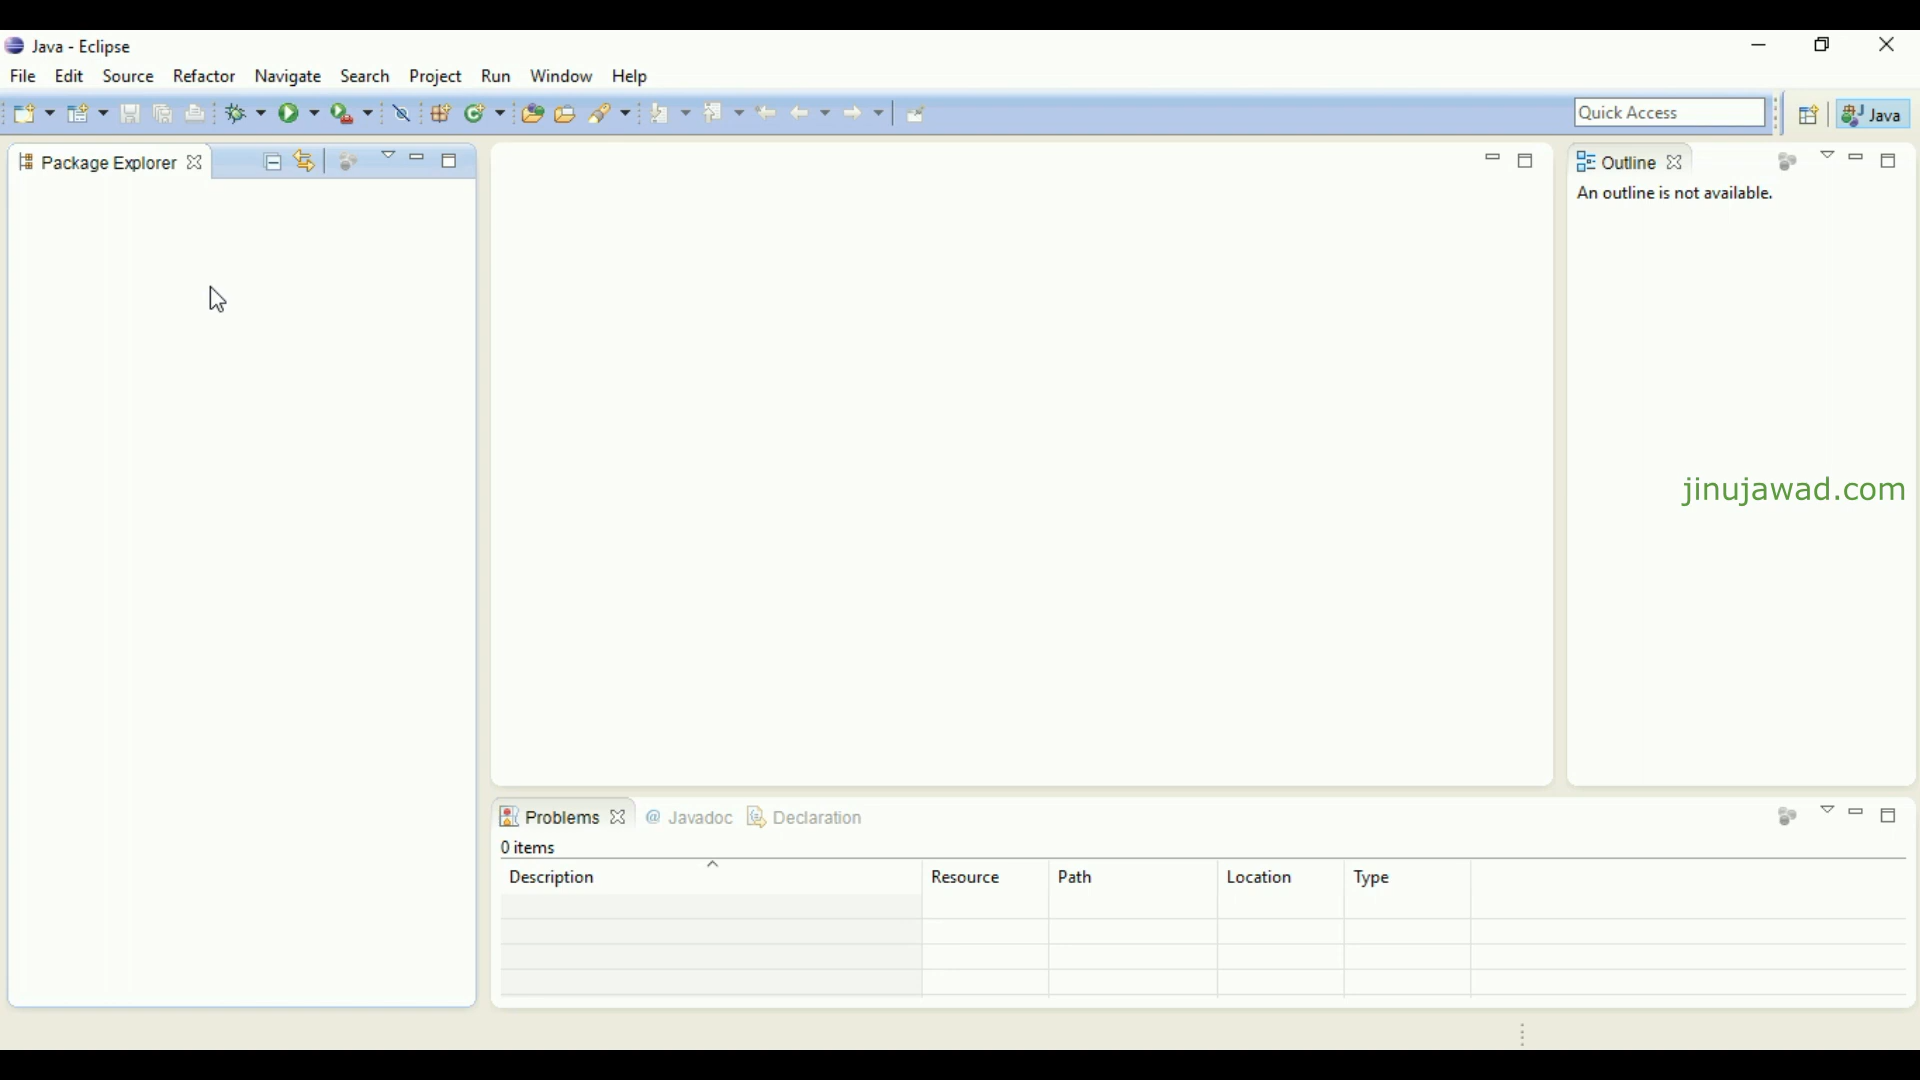 Java - Eclipse
File Edit Source Refactor Navigate Search Project Run Window Help
Quick Access
Java
Package Explorer
Outline
An outline is not available.
jinujawad.com
Problems @ Javadoc Declaration
0 items
Description Resource Path Location Type